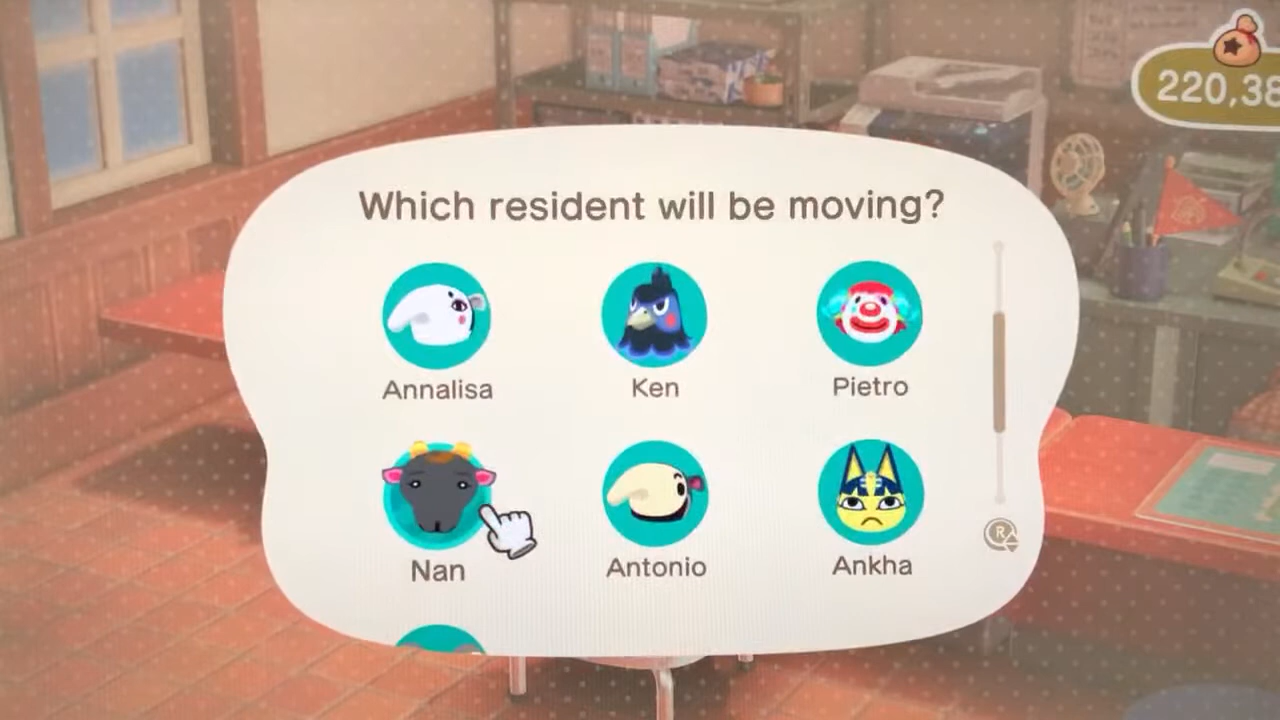 220,38
Which resident will be moving?
Annalisa
Ken
Pietro
Nan
Antonio
Ankha
R